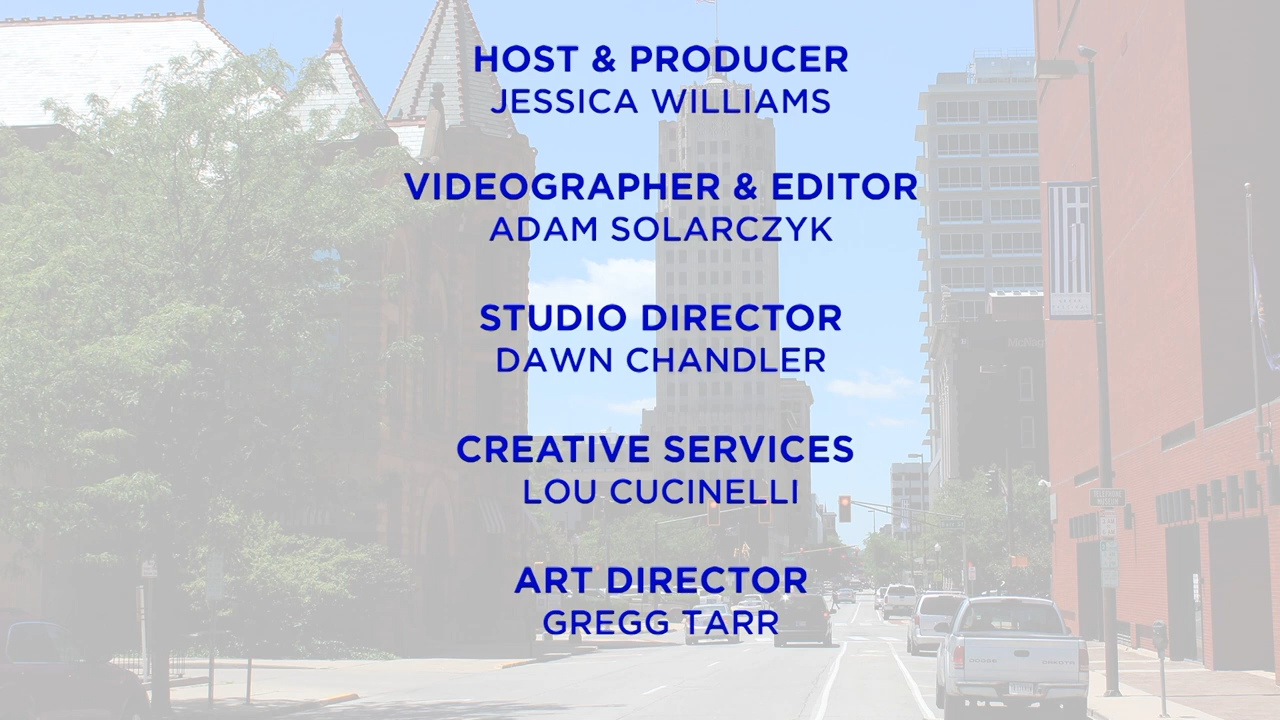 HOST & PRODUCER
JESSICA WILLIAMS
VIDEOGRAPHER & EDITOR
ADAM SOLARCZYK
STUDIO DIRECTOR
DAWN CHANDLER
CREATIVE SERVICES
LOU CUCINELLI
ART DIRECTOR
GREGG TARR